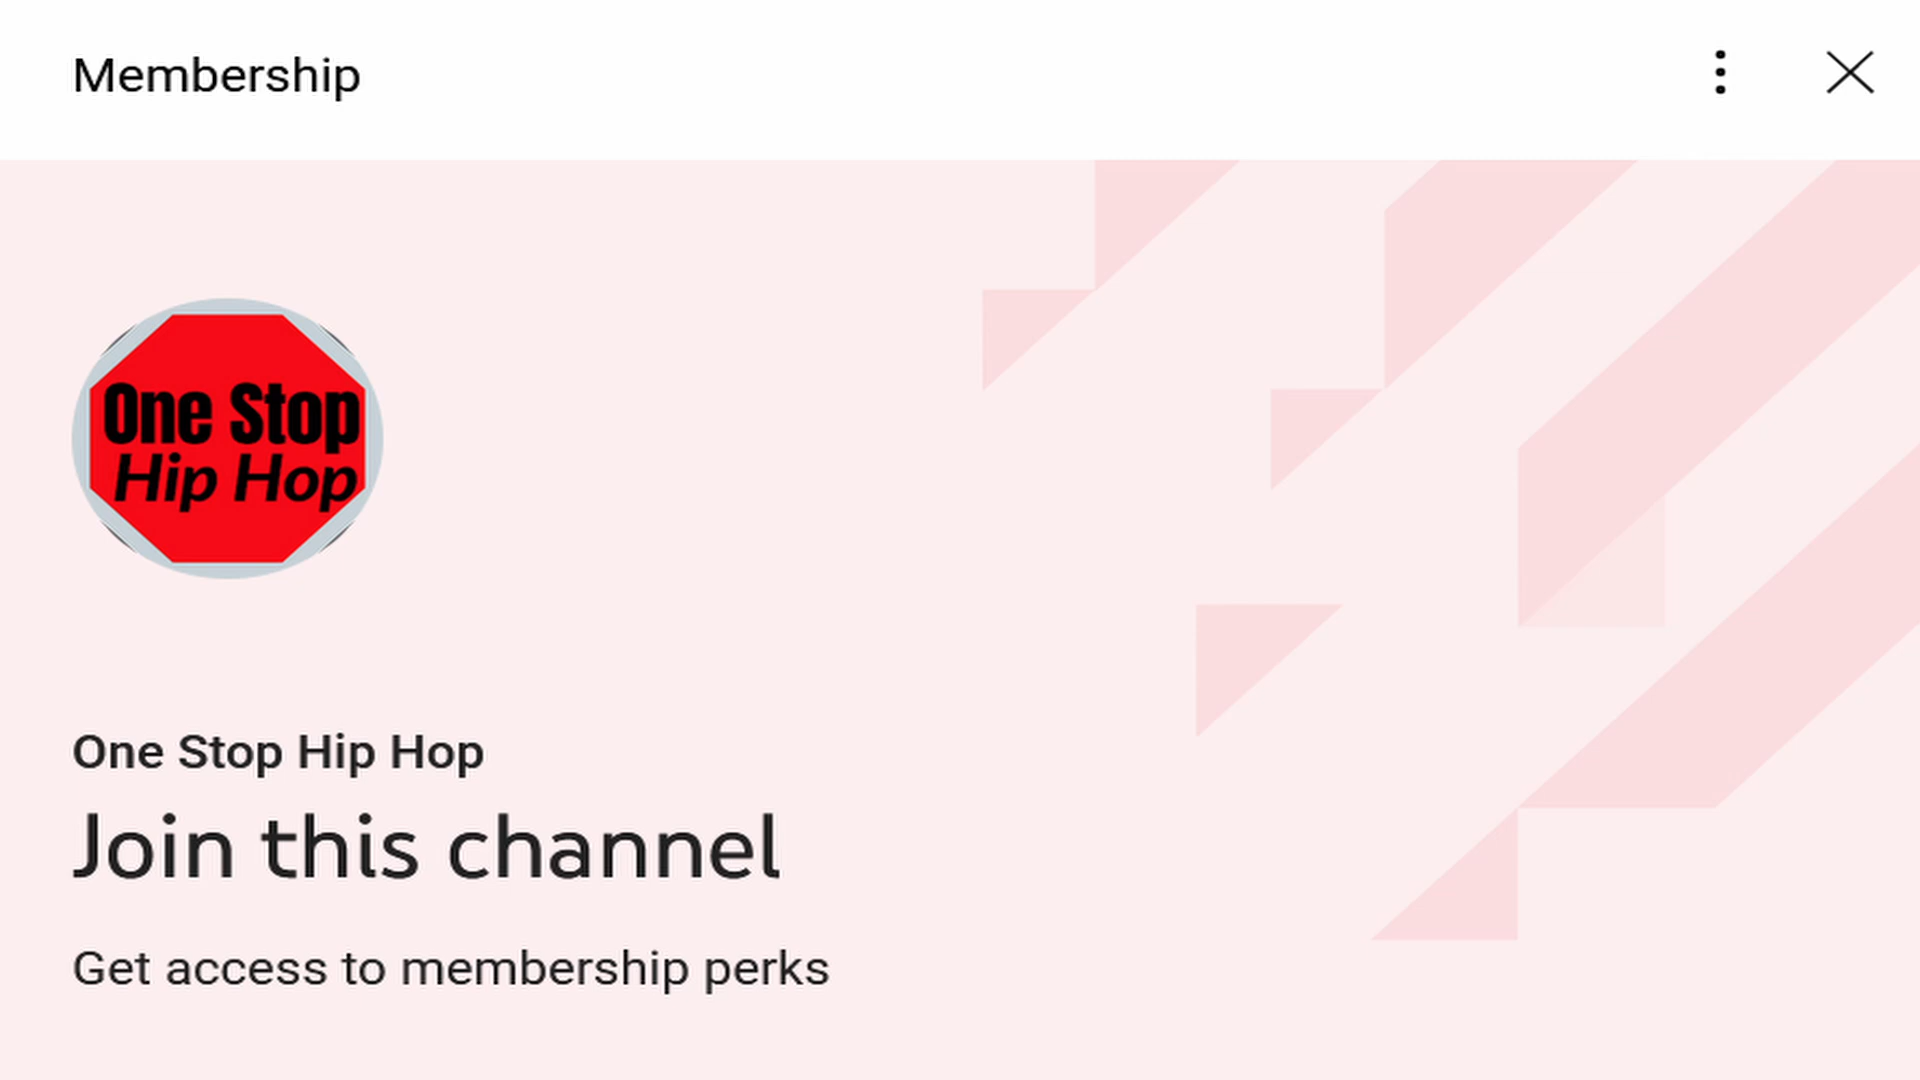 Membership
One Stop
Hip Hop
One Stop Hip Hop
Join this channel
Get access to membership perks